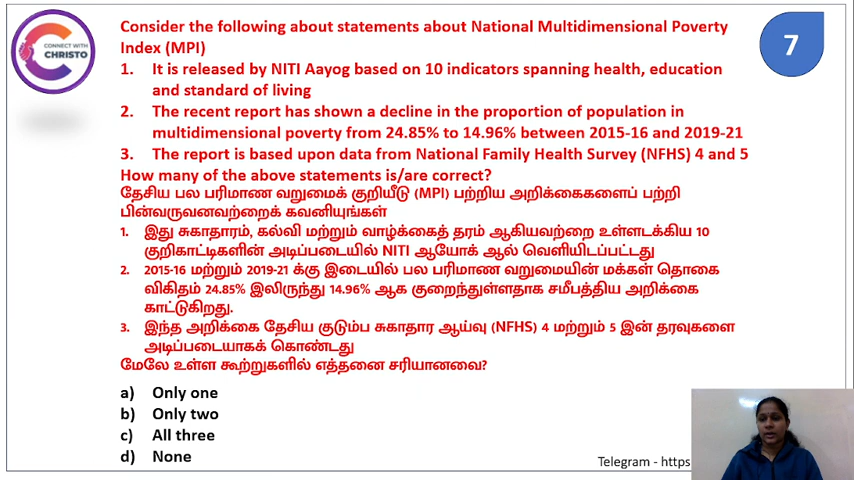 CONNECT WITH
CHRISTO
7
Consider the following about statements about National Multidimensional Poverty
Index (MPI)
1. It is released by NITI Aayog based on 10 indicators spanning health, education
and standard of living
2. The recent report has shown a decline in the proportion of population in
multidimensional poverty from 24.85% to 14.96% between 2015-16 and 2019-21
3. The report is based upon data from National Family Health Survey (NFHS) 4 and 5
How many of the above statements is/are correct?
தேசிய பல பரிமாண வறுமைக் குறியீடு (MPI) பற்றிய அறிக்கைகளைப் பற்றி
பின்வருவனவற்றைக் கவனியுங்கள்
1. இது சுகாதாரம், கல்வி மற்றும் வாழ்க்கைத் தரம் ஆகியவற்றை உள்ளடக்கிய 10
குறிகாட்டிகளின் அடிப்படையில் NITI ஆயோக் ஆல் வெளியிடப்பட்டது
2. 2015-16 மற்றும் 2019-21 க்கு இடையில் பல பரிமாண வறுமையின் மக்கள் தொகை
விகிதம் 24.85% இலிருந்து 14.96% ஆக குறைந்துள்ளதாக சமீபத்திய அறிக்கை
காட்டுகிறது.
3. இந்த அறிக்கை தேசிய குடும்ப சுகாதார ஆய்வு (NFHS) 4 மற்றும் 5 இன் தரவுகளை
அடிப்படையாகக் கொண்டது
மேலே உள்ள கூற்றுகளில் எத்தனை சரியானவை?
a) Only one
b) Only two
c) All three
d) None
Telegram - https